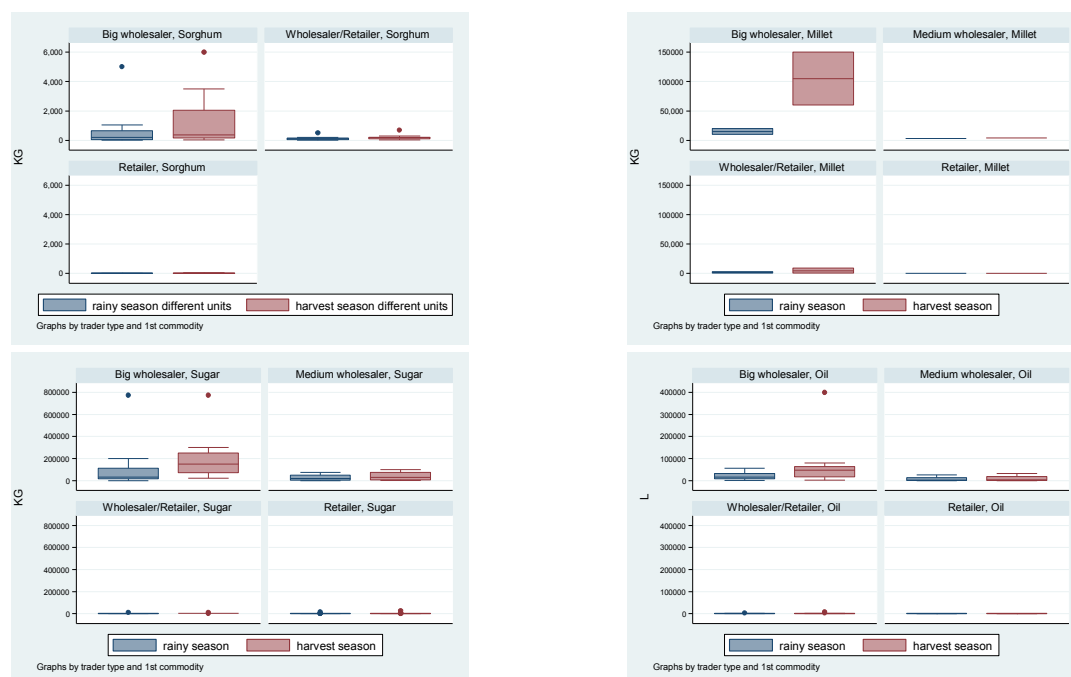 Big wholesaler, Sorghum
Wholesaler/Retailer, Sorghum
6,000
4,000
2,000
0
KG
Retailer, Sorghum
6,000
4,000
2,000
0
rainy season different units
harvest season different units
Graphs by trader type and 1st commodity
Big wholesaler, Millet
Medium wholesaler, Millet
150000
100,000
50,000
0
KG
Wholesaler/Retailer, Millet
Retailer, Millet
150000
100,000
50,000
0
rainy season
harvest season
Graphs by trader type and 1st commodity
Big wholesaler, Sugar
Medium wholesaler, Sugar
800000
600000
400000
200000
0
KG
Wholesaler/Retailer, Sugar
Retailer, Sugar
800000
600000
400000
200000
0
rainy season
harvest season
Graphs by trader type and 1st commodity
Big wholesaler, Oil
Medium wholesaler, Oil
400000
300000
200000
100000
0
L
Wholesaler/Retailer, Oil
Retailer, Oil
400000
300000
200000
100000
0
rainy season
harvest season
Graphs by trader type and 1st commodity